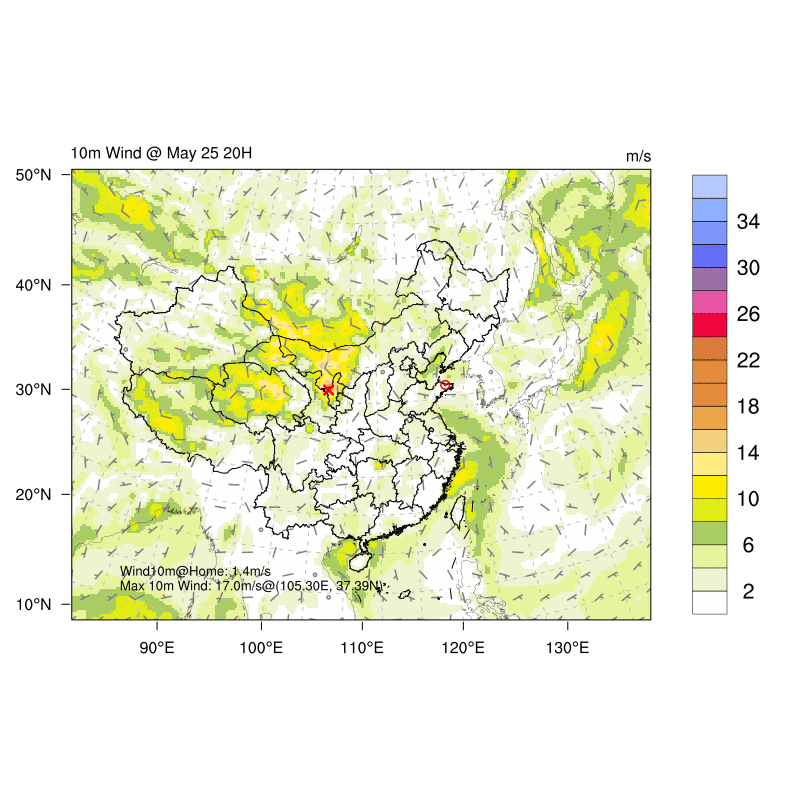 10m Wind @ May 25 20H
m/s
50°N
40°N
30°N
20°N
10°N
90°E
100°E
110°E
120°E
130°E
34
30
26
22
18
14
10
6
2
Wind10m@Home: 1.4m/s
Max 10m Wind: 17.0m/s@(105.30E, 37.39N)